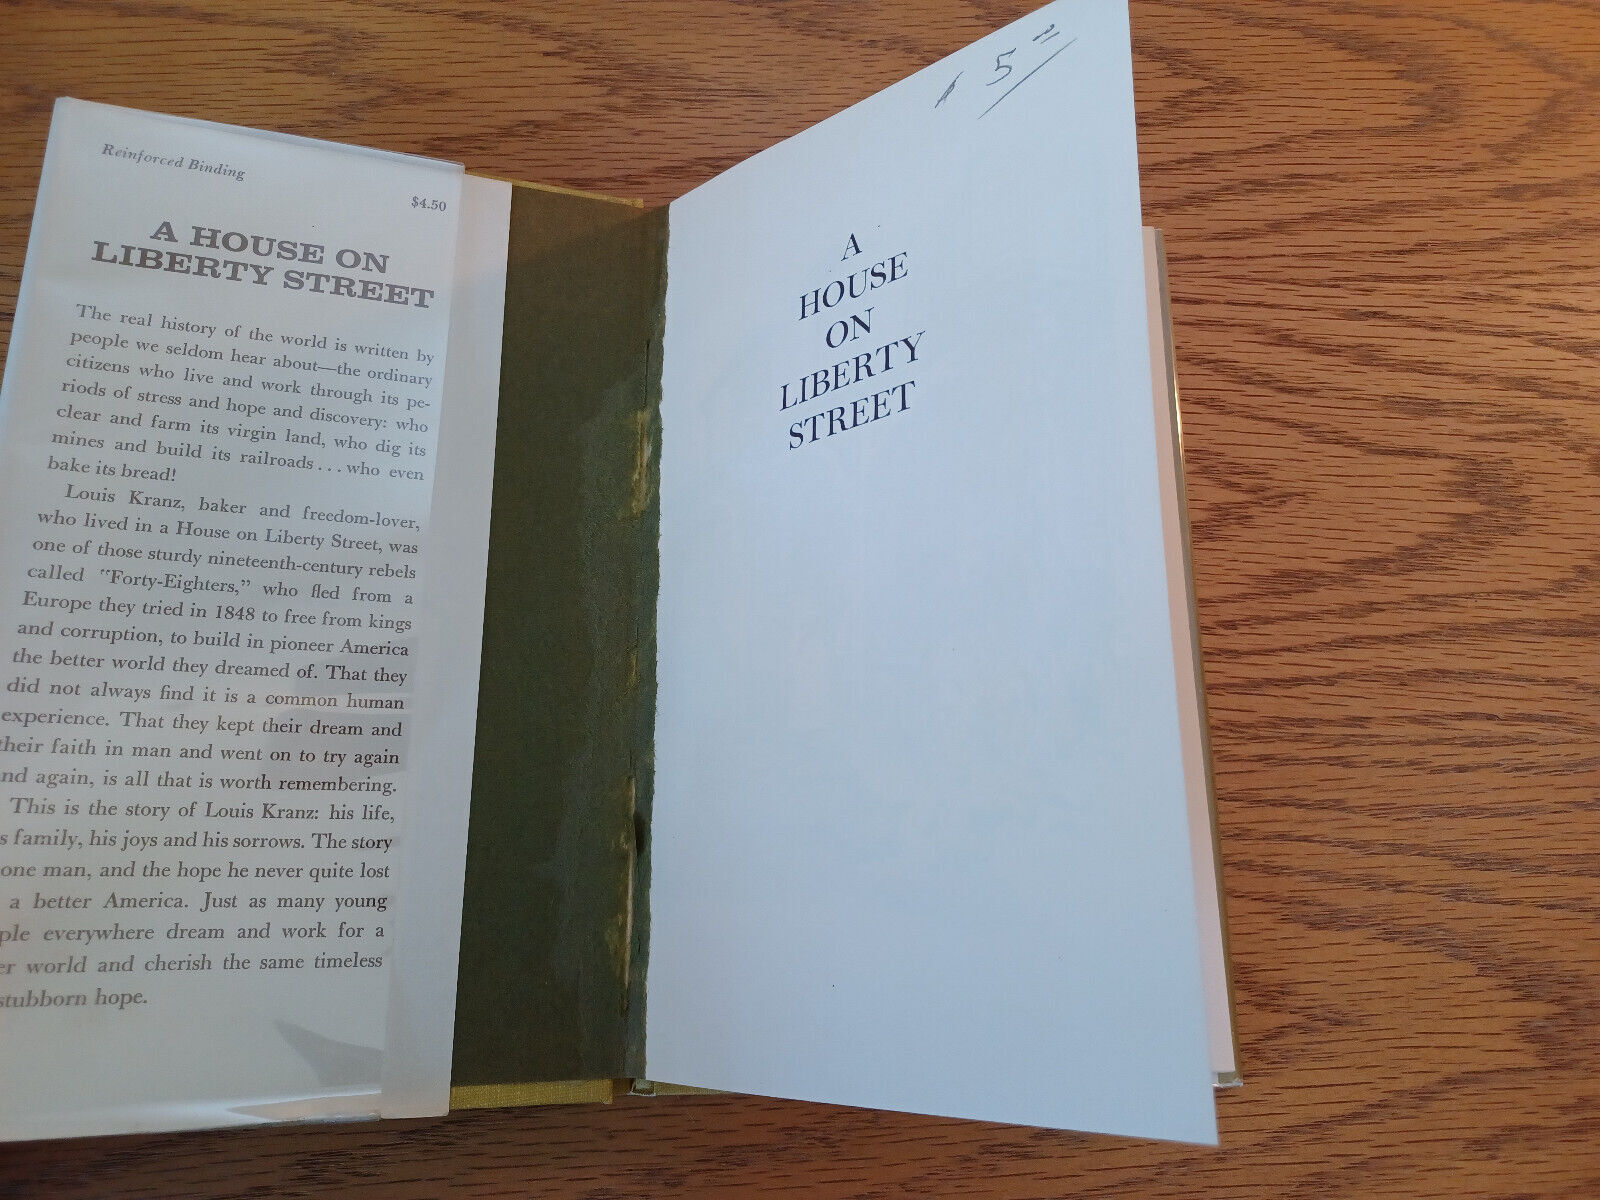 Reinforced Binding
$4.50
A HOUSE ON
LIBERTY STREET
The real history of the world is written by
people we seldom hear about—the ordinary
citizens who live and work through its pe-
riods of stress and hope and discovery: who
clear and farm its virgin land, who dig its
mines and build its railroads . . . who even
bake its bread!
Louis Kranz, baker and freedom-lover,
who lived in a House on Liberty Street, was
one of those sturdy nineteenth-century rebels
called "Forty-Eighters," who fled from a
Europe they tried in 1848 to free from kings
and corruption, to build in pioneer America
the better world they dreamed of. That they
did not always find it is a common human
experience. That they kept their dream and
their faith in man and went on to try again
nd again, is all that is worth remembering.
This is the story of Louis Kranz: his life,
s family, his joys and his sorrows. The story
one man, and the hope he never quite lost
a better America. Just as many young
ple everywhere dream and work for a
er world and cherish the same timeless
stubborn hope.
5
A
HOUSE
ON
LIBERTY
STREET